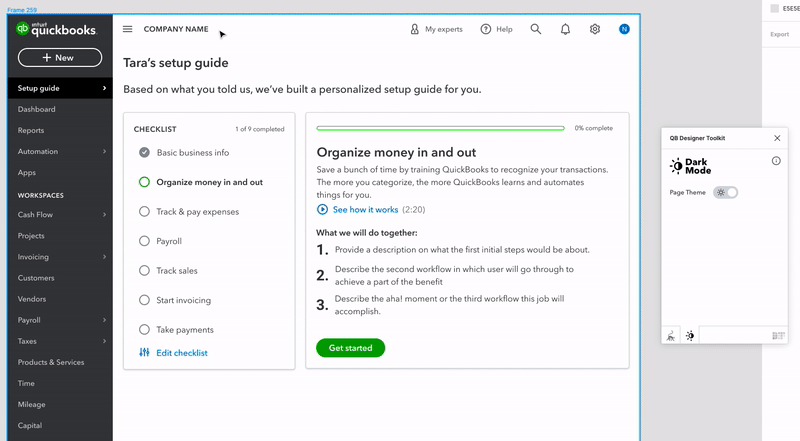 Frame 259
ESESE
Export
intuit
qb quickbooks.
+ New
Setup guide
Dashboard
Reports
Automation
Apps
WORKSPACES
Cash Flow
Projects
Invoicing
Customers
Vendors
Payroll
Taxes
Products & Services
Time
Mileage
Capital
COMPANY NAME
My experts
Help
N
Tara's setup guide
Based on what you told us, we've built a personalized setup guide for you.
CHECKLIST
1 of 9 completed
Basic business info
Organize money in and out
Track & pay expenses
Payroll
Track sales
Start invoicing
Take payments
Edit checklist
0% complete
Organize money in and out
Save a bunch of time by training QuickBooks to recognize your transactions.
The more you categorize, the more QuickBooks learns and automates
things for you.
See how it works (2:20)
What we will do together:
1. Provide a description on what the first initial steps would be about.
2. Describe the second workflow in which user will go through to
achieve a part of the benefit
3. Describe the aha! moment or the third workflow this job will
accomplish.
Get started
QB Designer Toolkit
Dark
Mode
Page Theme